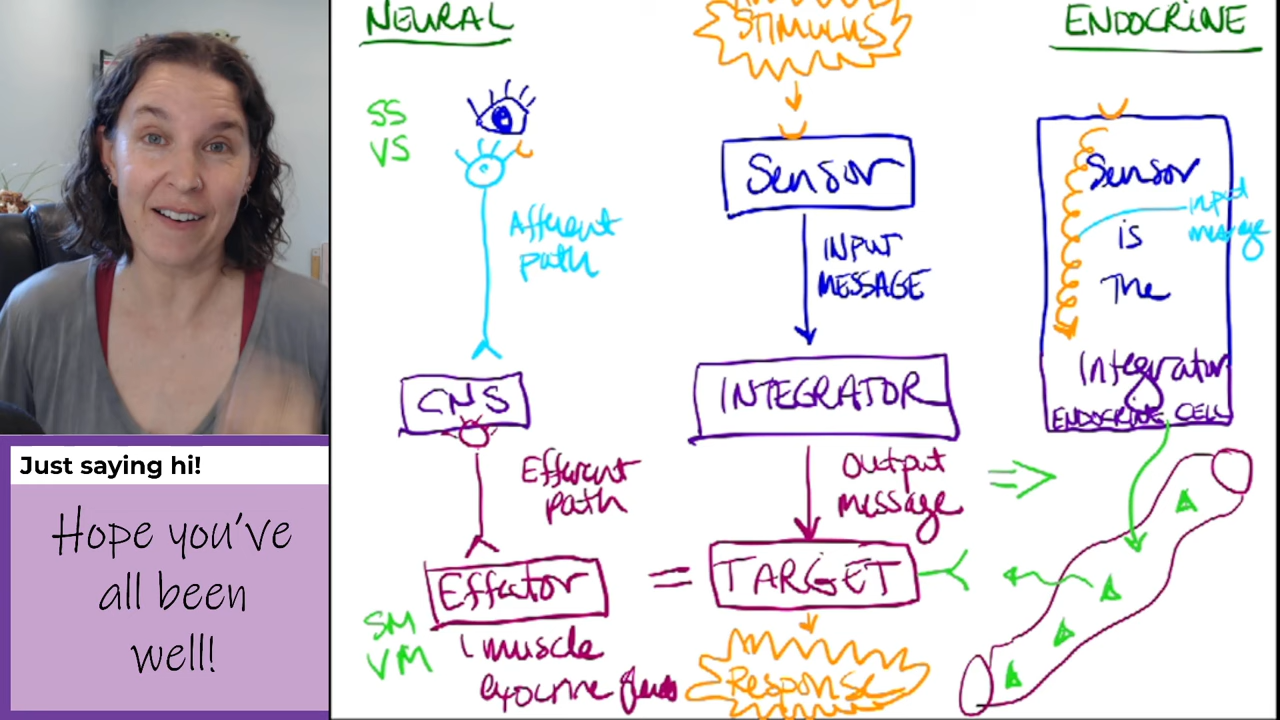 NEURAL
STIMULUS
ENDOCRINE
SS
VS
Sensor
Sensor
Afferent
path
INPUT
MESSAGE
input
message
is
The
CNS
INTEGRATOR
Integrator
ENDOCRINE CELL
Efferent
path
Output
message
Effector
=
TARGET
SM
VM
muscle
exocrine glands
Response
Just saying hi!
Hope you've
all been
well!